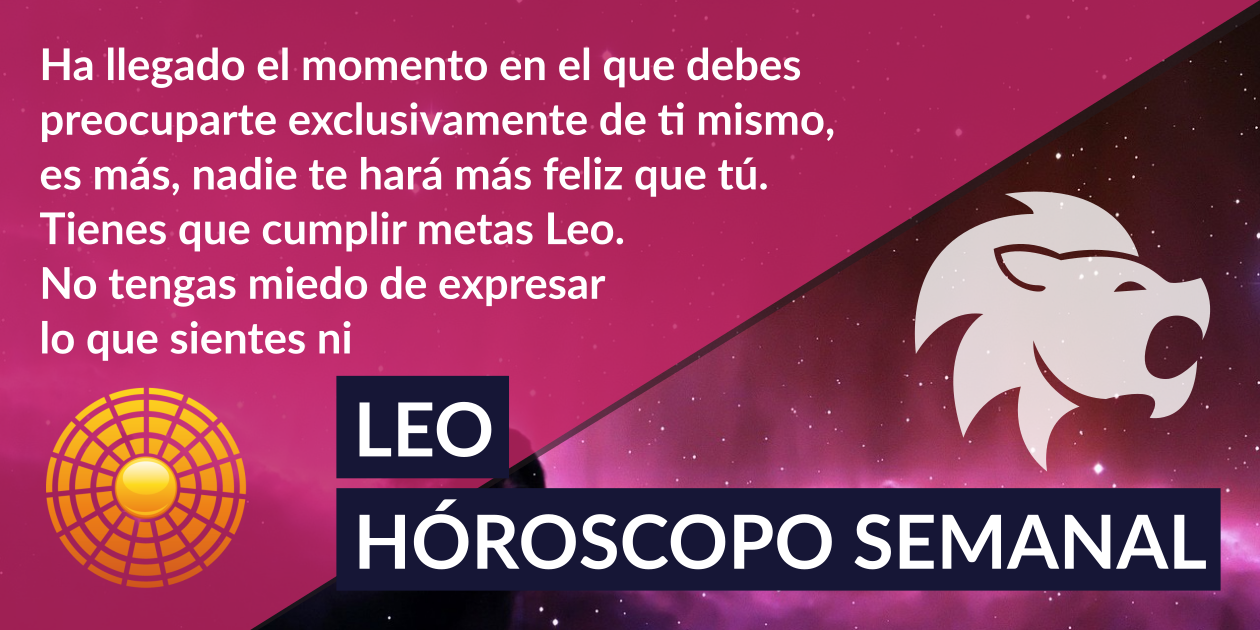 Ha llegado el momento en el que debes
preocuparte exclusivamente de ti mismo,
es más, nadie te hará más feliz que tú.
Tienes que cumplir metas Leo.
No tengas miedo de expresar
lo que sientes ni
LEO
HÓROSCOPO SEMANAL